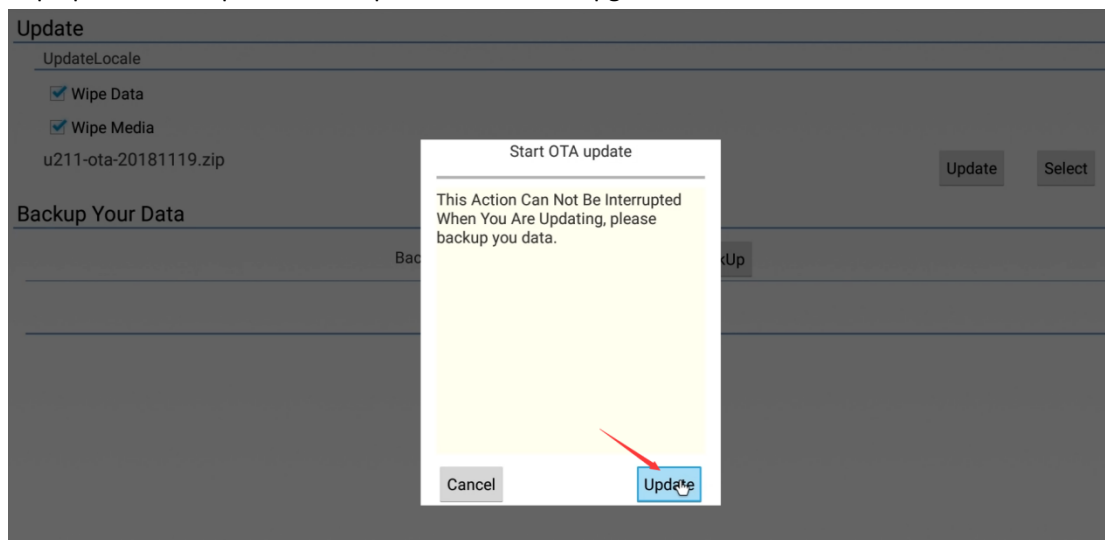 Update
UpdateLocale
Wipe Data
Wipe Media
u211-ota-20181119.zip
Update Select
Backup Your Data
Start OTA update
This Action Can Not Be Interrupted
When You Are Updating, please
backup you data.
Cancel Update